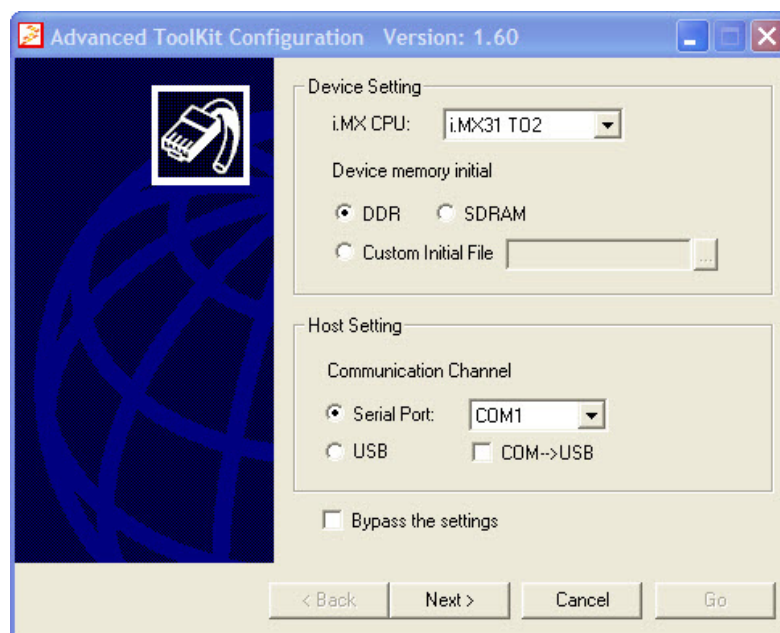 Advanced ToolKit Configuration Version: 1.60
Device Setting
i.MX CPU: i.MX31 TO2
Device memory initial
DDR SDRAM
Custom Initial File ...
Host Setting
Communication Channel
Serial Port: COM1
USB COM-->USB
Bypass the settings
< Back Next > Cancel Go